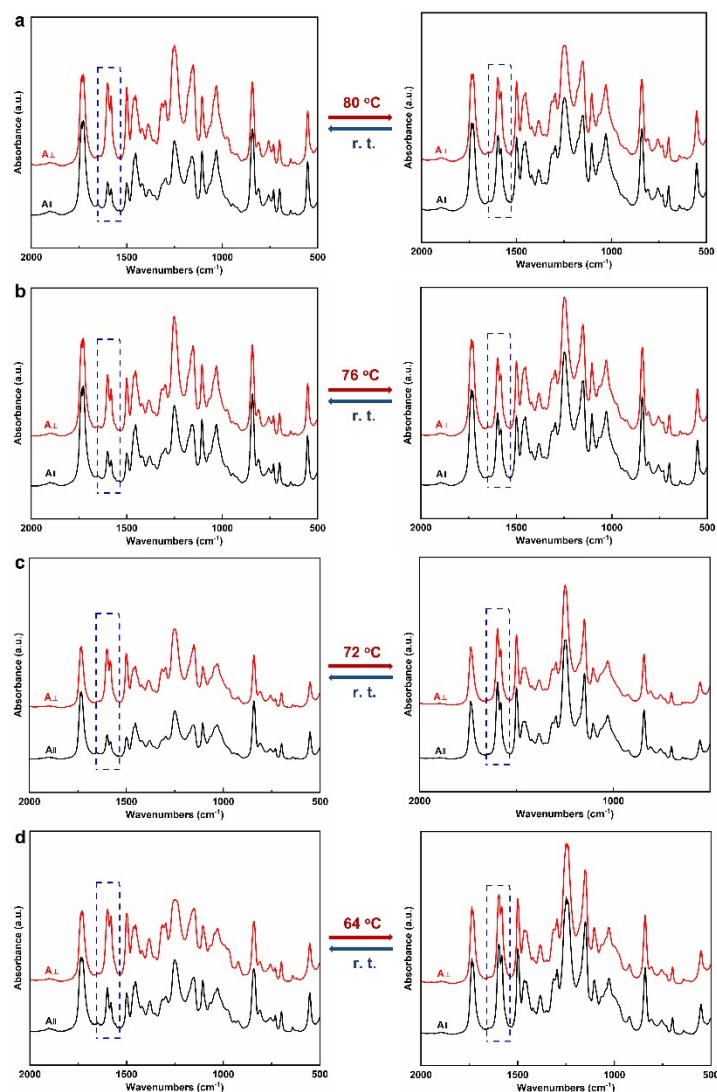 a
Absorbance (a.u.)
A⊥
A||
2000 1500 1000 500
Wavenumbers (cm⁻¹)
80 °C
r. t.
Absorbance (a.u.)
A⊥
A||
2000 1500 1000 500
Wavenumbers (cm⁻¹)
b
Absorbance (a.u.)
A⊥
A||
2000 1500 1000 500
Wavenumbers (cm⁻¹)
76 °C
r. t.
Absorbance (a.u.)
A⊥
A||
2000 1500 1000 500
Wavenumbers (cm⁻¹)
c
Absorbance (a.u.)
A⊥
A||
2000 1500 1000 500
Wavenumbers (cm⁻¹)
72 °C
r. t.
Absorbance (a.u.)
A⊥
A||
2000 1500 1000
Wavenumbers (cm⁻¹)
d
Absorbance (a.u.)
A⊥
A||
2000 1500 1000 500
Wavenumbers (cm⁻¹)
64 °C
r. t.
Absorbance (a.u.)
A⊥
A||
2000 1500 1000 500
Wavenumbers (cm⁻¹)